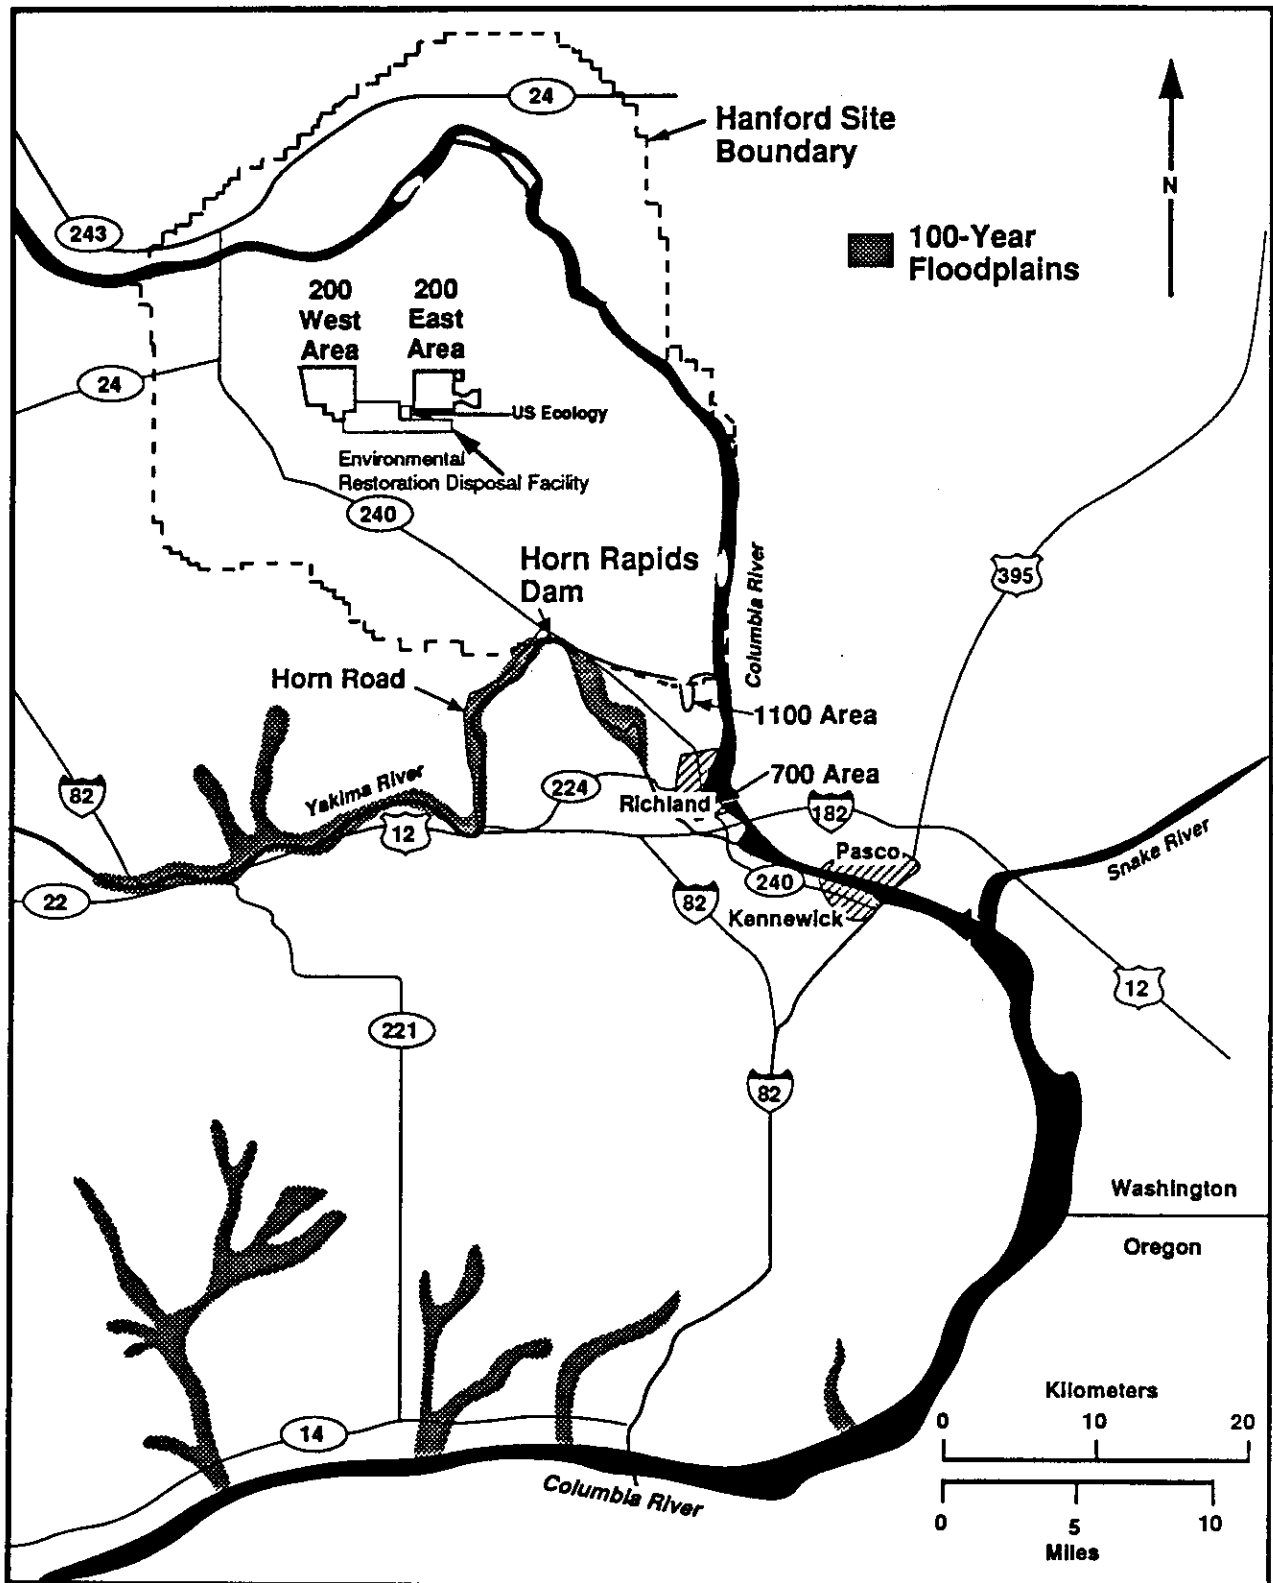 24
Hanford Site
Boundary
N
243
100-Year
Floodplains
200
West
Area
200
East
Area
24
US Ecology
Environmental
Restoration Disposal Facility
240
Horn Rapids
Dam
Columbia River
395
Horn Road
1100 Area
82
Yakima River
224
700 Area
Richland
182
12
Pasco
Snake River
22
240
82
Kennewick
12
221
82
Washington
Oregon
Kilometers
0 10 20
14
Columbia River
0 5 10
Miles